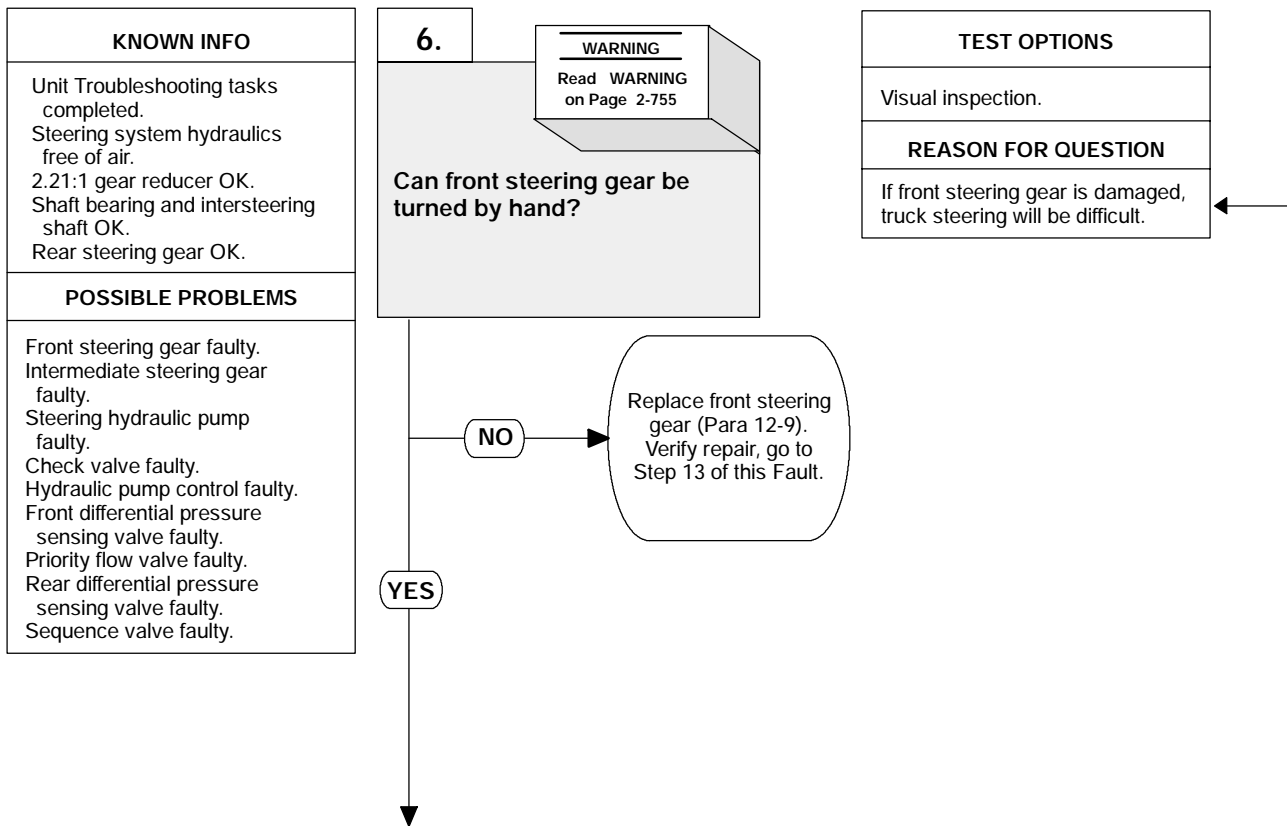 KNOWN INFO
Unit Troubleshooting tasks
completed.
Steering system hydraulics
free of air.
2.21:1 gear reducer OK.
Shaft bearing and intersteering
shaft OK.
Rear steering gear OK.
POSSIBLE PROBLEMS
Front steering gear faulty.
Intermediate steering gear
faulty.
Steering hydraulic pump
faulty.
Check valve faulty.
Hydraulic pump control faulty.
Front differential pressure
sensing valve faulty.
Priority flow valve faulty.
Rear differential pressure
sensing valve faulty.
Sequence valve faulty.
6.
WARNING
Read WARNING
on Page 2-755
Can front steering gear be
turned by hand?
NO
Replace front steering
gear (Para 12-9).
Verify repair, go to
Step 13 of this Fault.
YES
TEST OPTIONS
Visual inspection.
REASON FOR QUESTION
If front steering gear is damaged,
truck steering will be difficult.